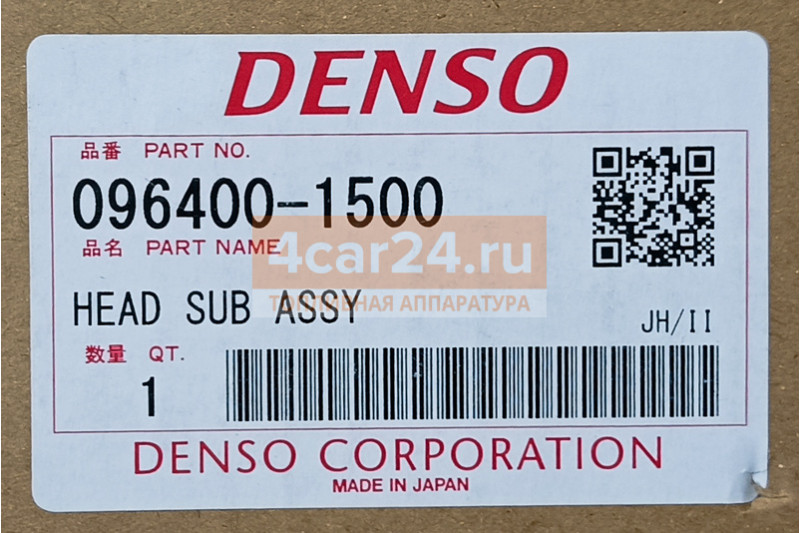 DENSO
品番 PART NO.
096400-1500
品名 PART NAME
4car24.ru
ТОПЛИВНАЯ АППАРАТУРА
HEAD SUB ASSY
JH/II
数量 QT.
1
DENSO CORPORATION
MADE IN JAPAN